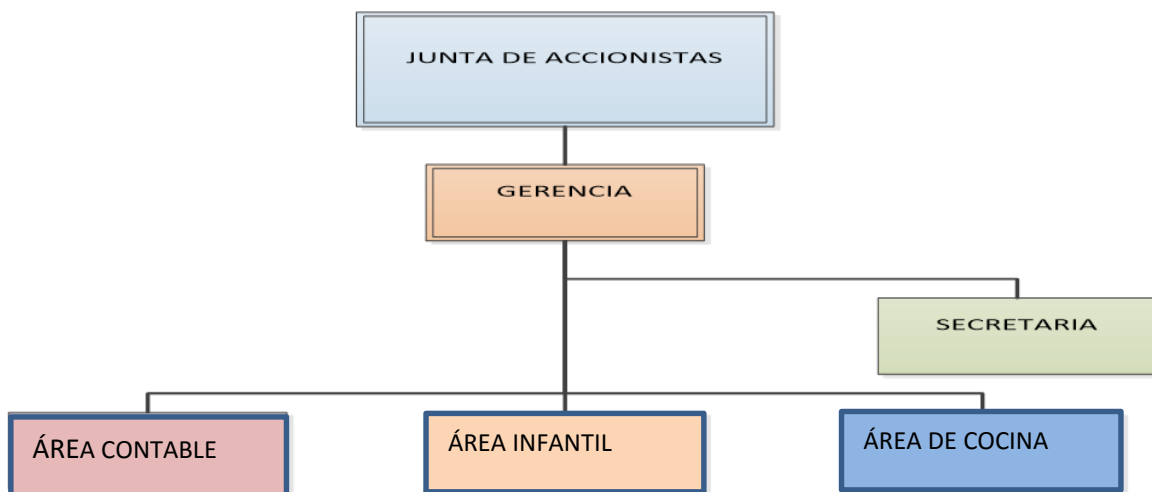 JUNTA DE ACCIONISTAS
GERENCIA
SECRETARIA
ÁREA CONTABLE
ÁREA INFANTIL
ÁREA DE COCINA